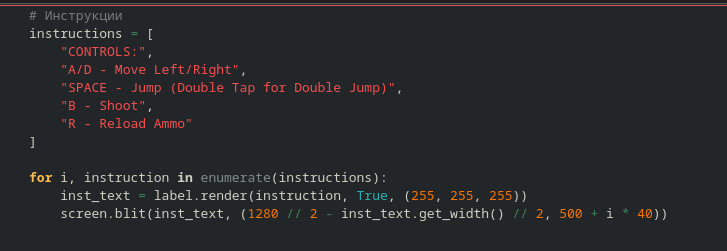 # Инструкции
instructions = [
    "CONTROLS:",
    "A/D - Move Left/Right",
    "SPACE - Jump (Double Tap for Double Jump)",
    "B - Shoot",
    "R - Reload Ammo"
]
for i, instruction in enumerate(instructions):
    inst_text = label.render(instruction, True, (255, 255, 255))
    screen.blit(inst_text, (1280 // 2 - inst_text.get_width() // 2, 500 + i * 40))